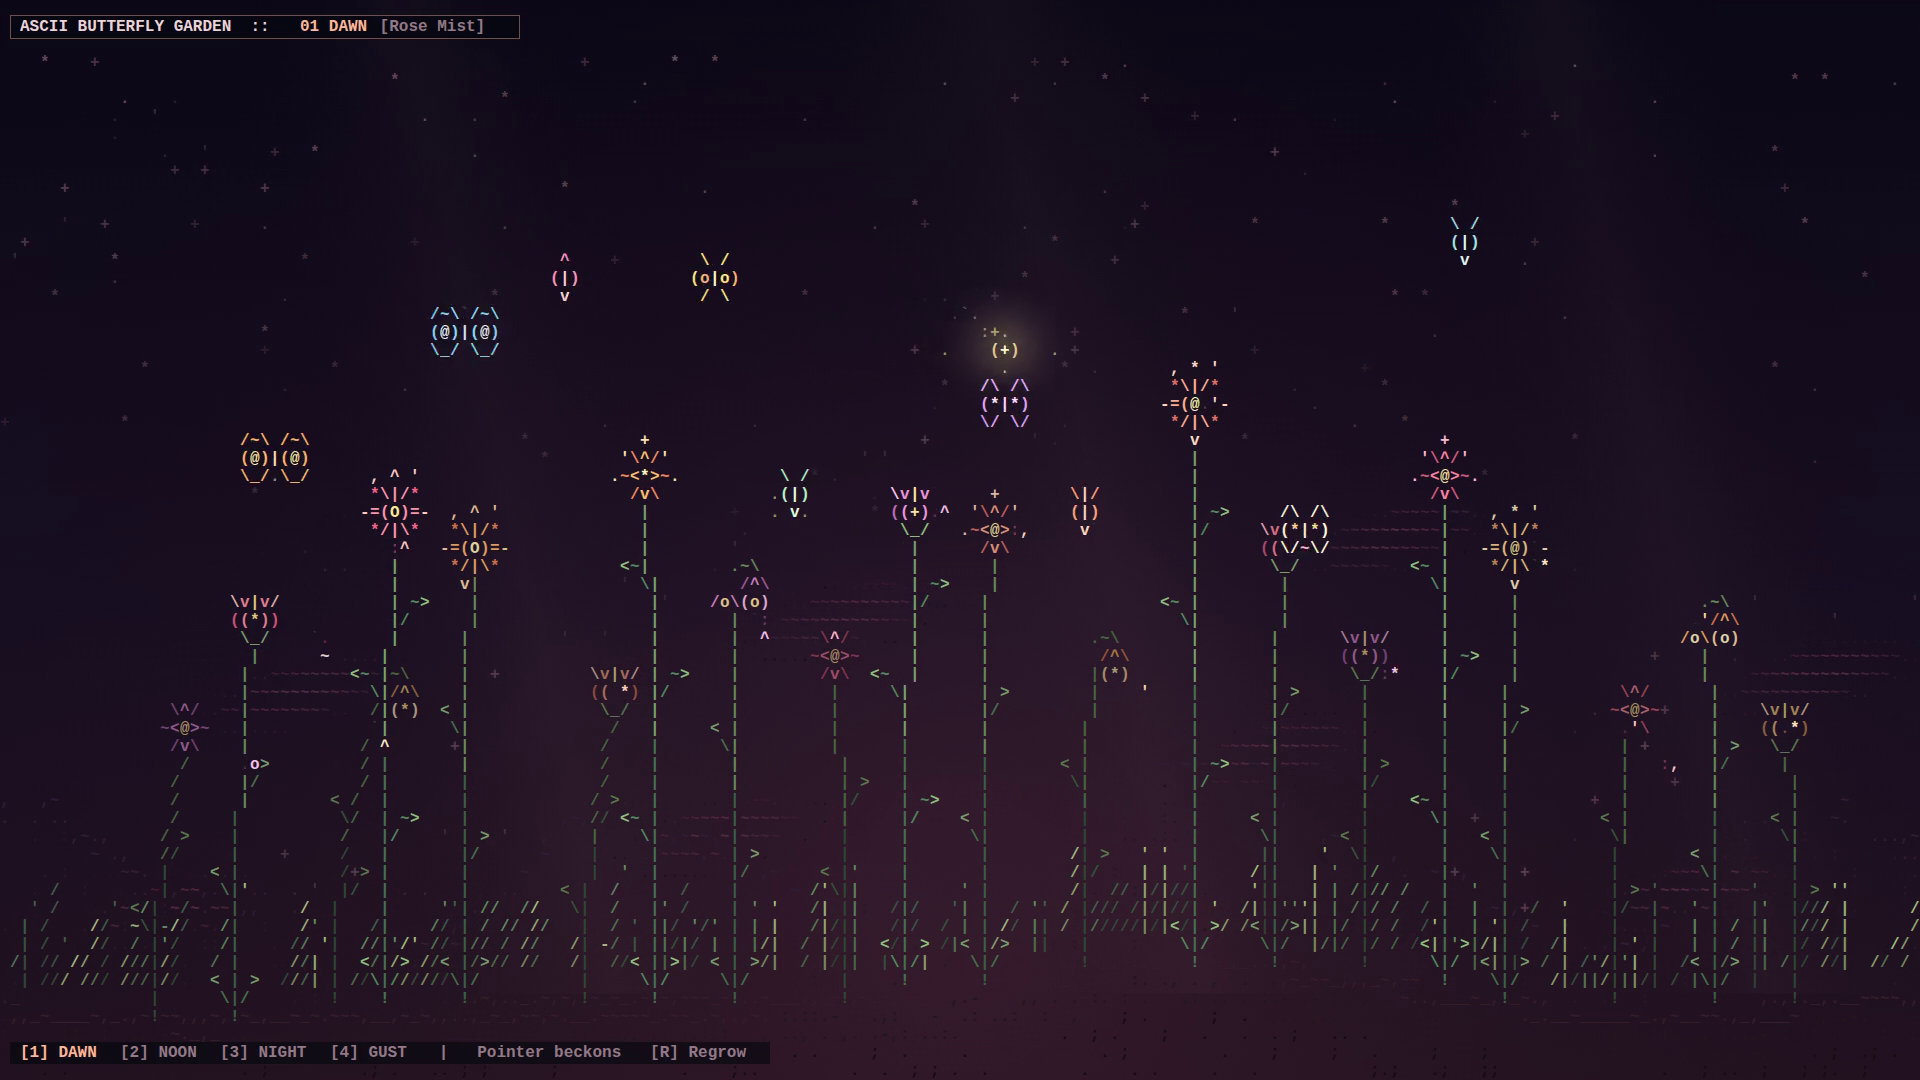 ASCII BUTTERFLY GARDEN :: 01 DAWN [Rose Mist]
[1] DAWN [2] NOON [3] NIGHT [4] GUST | Pointer beckons [R] Regrow